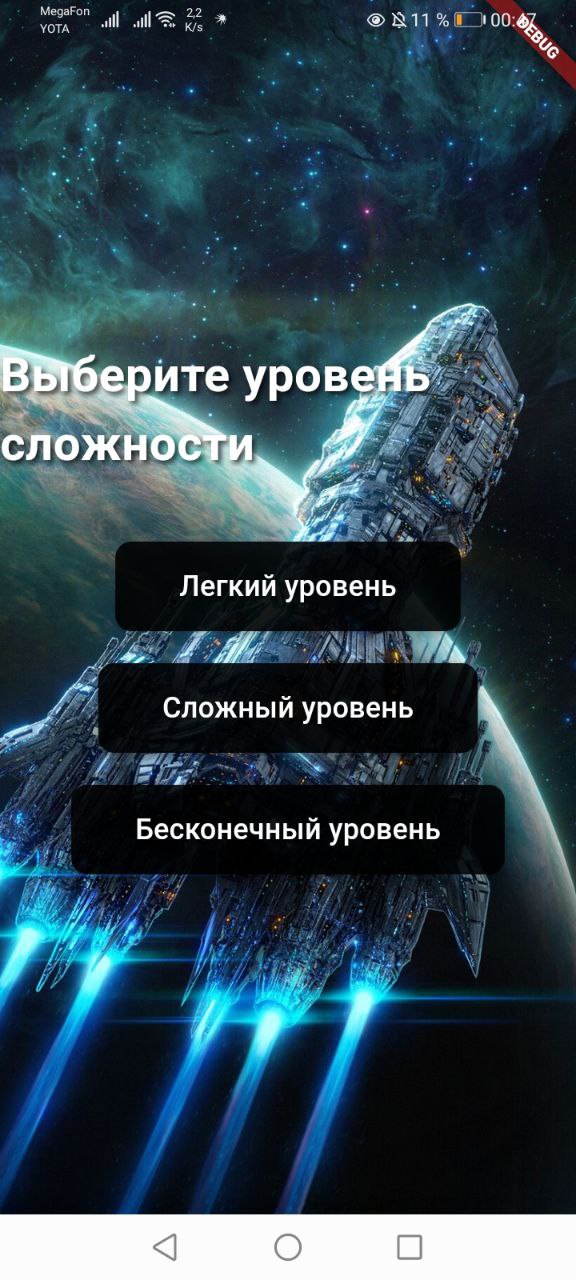 MegaFon
YOTA
2,2
K/s
11 %
DEBUG
Выберите уровень
сложности
Легкий уровень
Сложный уровень
Бесконечный уровень